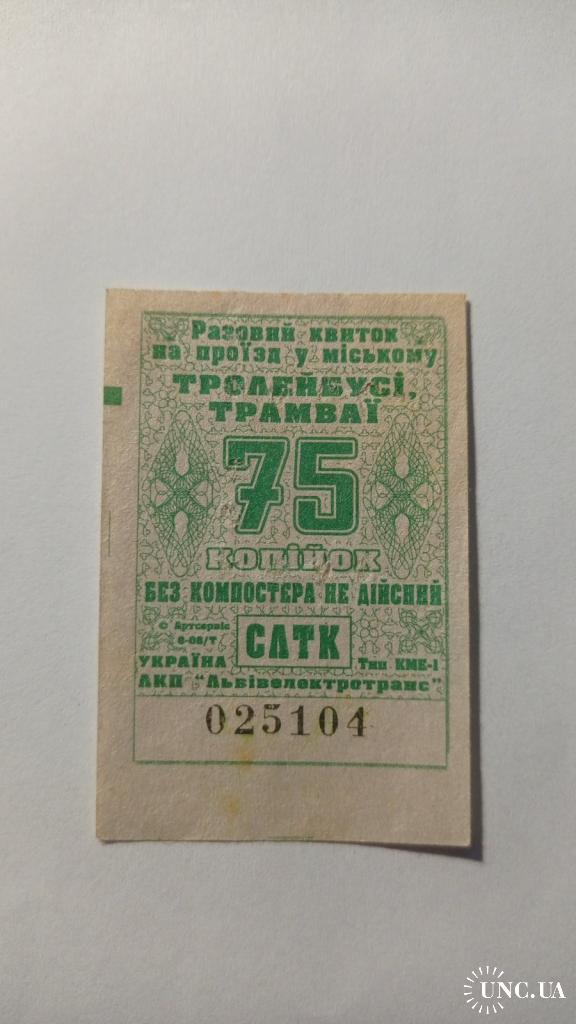 Разовий квиток
на проїзд у міському
ТРОЛЕЙБУСІ,
ТРАМВАЇ
75
КОПІЙОК
БЕЗ КОМПОСТЕРА НЕ ДІЙСНИЙ
© Артсервіс
СЛТК
УКРАЇНА
Тип КМЕ-І
ЛКП "Львівелектротранс"
025104
UNC.UA